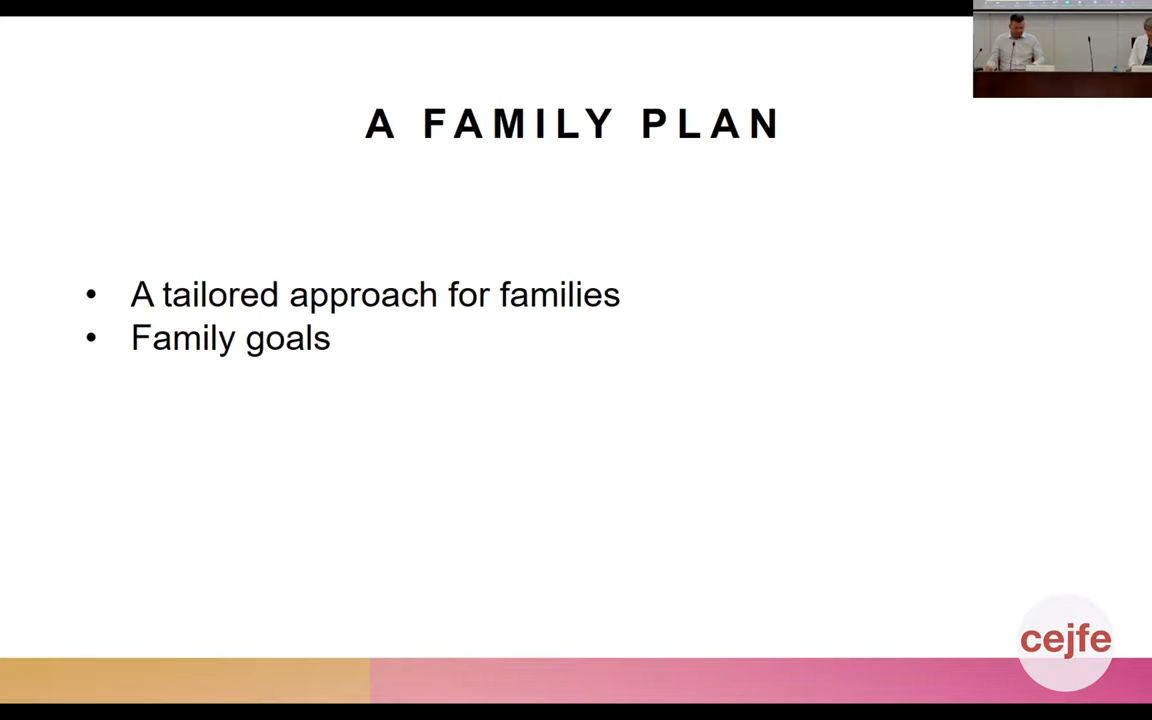 A FAMILY PLAN
• A tailored approach for families
• Family goals
cejfe